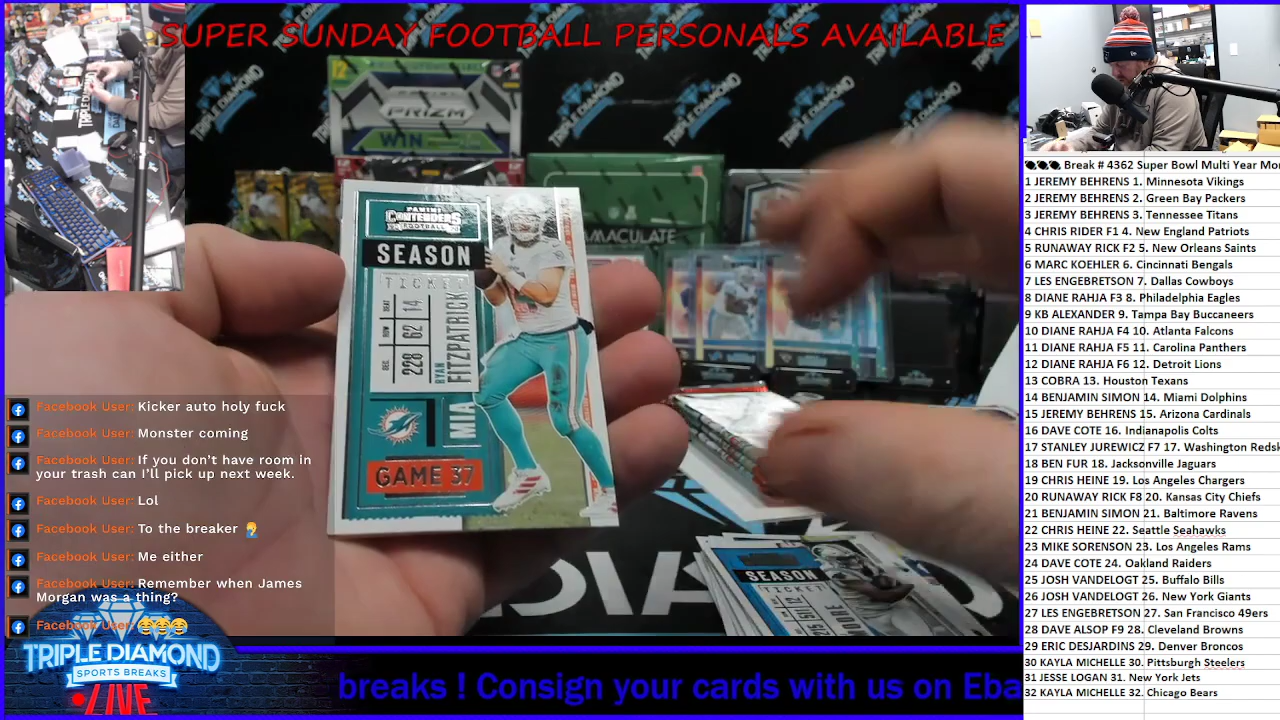 SUPER SUNDAY FOOTBALL PERSONALS AVAILABLE
PANINI
PRIZM
WIN
IMMACULATE
PANINI
CONTENDERS
FOOTBALL
SEASON
TICKET
SEC 228 ROW 62 SEAT 14
RYAN
FITZPATRICK
MIA
GAME 37
SEASON
TICKET
Facebook User: Kicker auto holy fuck
Facebook User: Monster coming
Facebook User: If you don't have room in
your trash can I'll pick up next week.
Facebook User: Lol
Facebook User: To the breaker 🤦‍♂️
Facebook User: Me either
Facebook User: Remember when James
Morgan was a thing?
Facebook User: 😂😂😂
TRIPLE DIAMOND
SPORTS BREAKS
LIVE
breaks ! Consign your cards with us on Eba
Break # 4362 Super Bowl Multi Year Mo
1 JEREMY BEHRENS 1. Minnesota Vikings
2 JEREMY BEHRENS 2. Green Bay Packers
3 JEREMY BEHRENS 3. Tennessee Titans
4 CHRIS RIDER F1 4. New England Patriots
5 RUNAWAY RICK F2 5. New Orleans Saints
6 MARC KOEHLER 6. Cincinnati Bengals
7 LES ENGEBRETSON 7. Dallas Cowboys
8 DIANE RAHJA F3 8. Philadelphia Eagles
9 KB ALEXANDER 9. Tampa Bay Buccaneers
10 DIANE RAHJA F4 10. Atlanta Falcons
11 DIANE RAHJA F5 11. Carolina Panthers
12 DIANE RAHJA F6 12. Detroit Lions
13 COBRA 13. Houston Texans
14 BENJAMIN SIMON 14. Miami Dolphins
15 JEREMY BEHRENS 15. Arizona Cardinals
16 DAVE COTE 16. Indianapolis Colts
17 STANLEY JUREWICZ F7 17. Washington Redsk
18 BEN FUR 18. Jacksonville Jaguars
19 CHRIS HEINE 19. Los Angeles Chargers
20 RUNAWAY RICK F8 20. Kansas City Chiefs
21 BENJAMIN SIMON 21. Baltimore Ravens
22 CHRIS HEINE 22. Seattle Seahawks
23 MIKE SORENSON 23. Los Angeles Rams
24 DAVE COTE 24. Oakland Raiders
25 JOSH VANDELOGT 25. Buffalo Bills
26 JOSH VANDELOGT 26. New York Giants
27 LES ENGEBRETSON 27. San Francisco 49ers
28 DAVE ALSOP F9 28. Cleveland Browns
29 ERIC DURAN F10 29 Denver Broncos
30 KAYLA MICHELLE 30. Pittsburgh Steelers
31 JESSE LOGAN 31. New York Jets
32 KAYLA MICHELLE 32. Chicago Bears